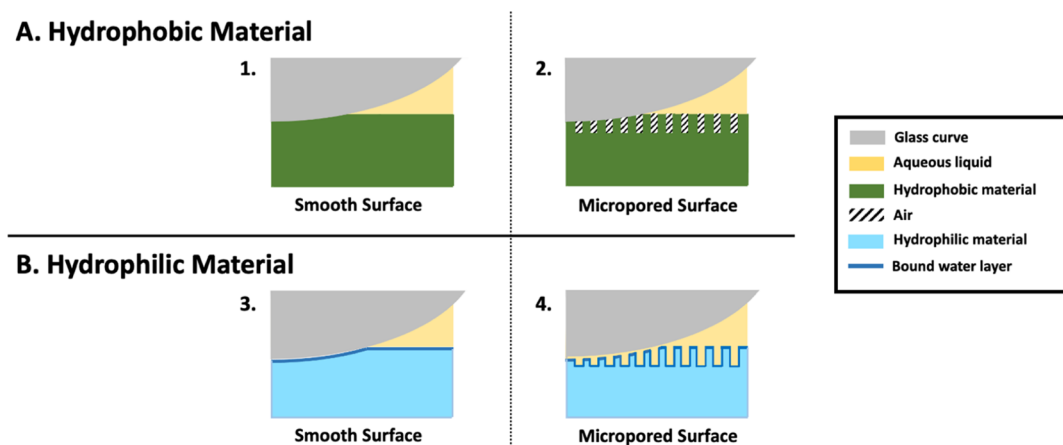 A. Hydrophobic Material
1.
2.
Smooth Surface
Micropored Surface
B. Hydrophilic Material
3.
4.
Smooth Surface
Micropored Surface
Glass curve
Aqueous liquid
Hydrophobic material
Air
Hydrophilic material
Bound water layer